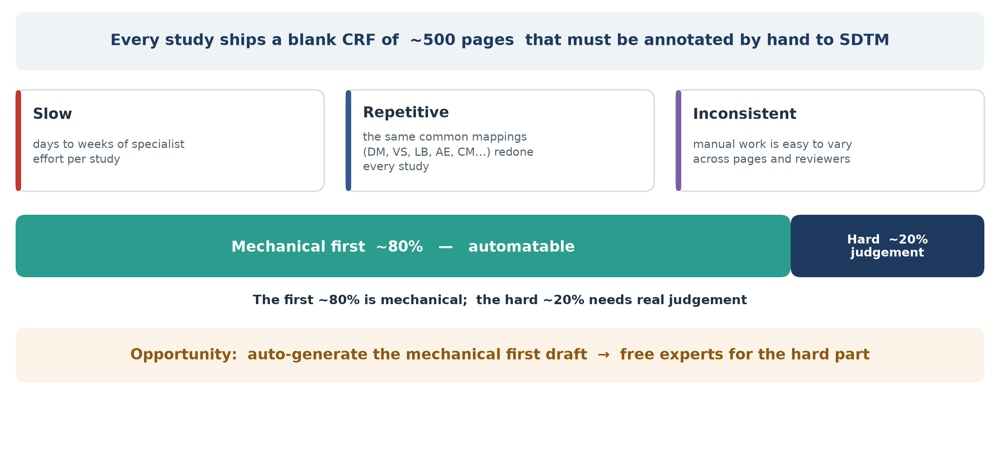 Every study ships a blank CRF of ~500 pages that must be annotated by hand to SDTM
Slow
days to weeks of specialist
effort per study
Repetitive
the same common mappings
(DM, VS, LB, AE, CM...) redone
every study
Inconsistent
manual work is easy to vary
across pages and reviewers
Mechanical first ~80% — automatable
Hard ~20%
judgement
The first ~80% is mechanical; the hard ~20% needs real judgement
Opportunity: auto-generate the mechanical first draft → free experts for the hard part